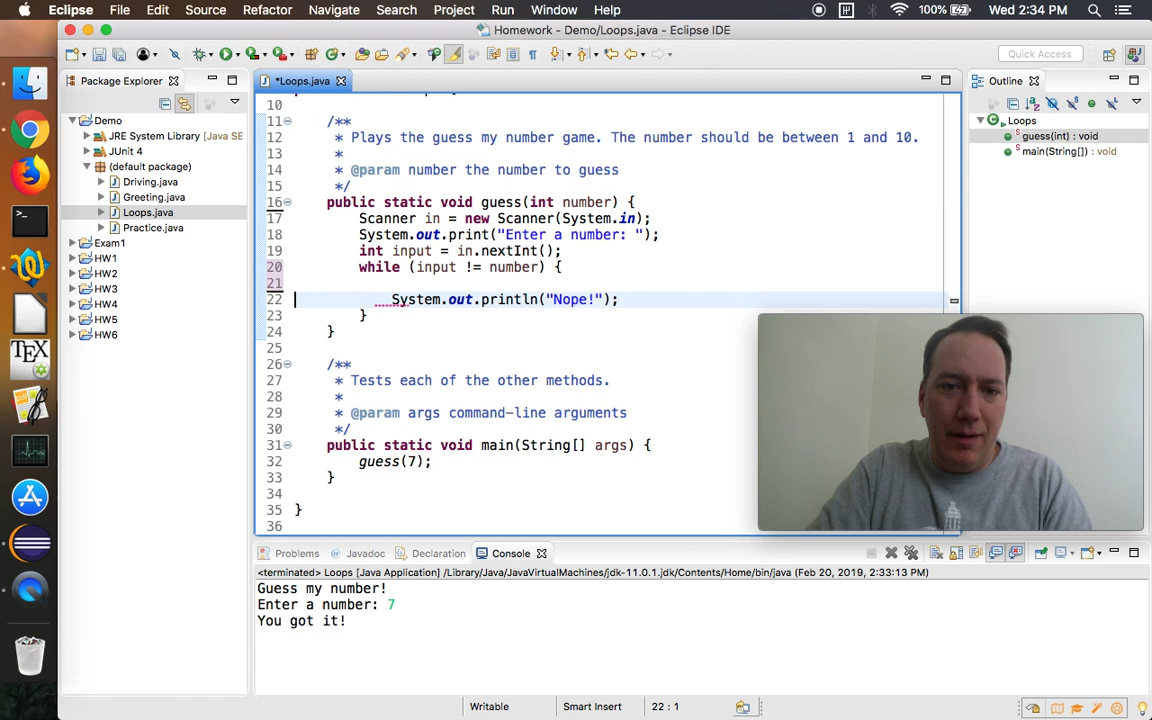 Eclipse File Edit Source Refactor Navigate Search Project Run Window Help 100% Wed 2:34 PM
Homework - Demo/Loops.java - Eclipse IDE
Quick Access
Package Explorer
*Loops.java
Outline
Demo
JRE System Library [Java SE
JUnit 4
(default package)
Driving.java
Greeting.java
Loops.java
Practice.java
Exam1
HW1
HW2
HW3
HW4
HW5
HW6
10
11 /**
12 * Plays the guess my number game. The number should be between 1 and 10.
13 *
14 * @param number the number to guess
15 */
16 public static void guess(int number) {
17 Scanner in = new Scanner(System.in);
18 System.out.print("Enter a number: ");
19 int input = in.nextInt();
20 while (input != number) {
21
22 System.out.println("Nope!");
23 }
24 }
25
26 /**
27 * Tests each of the other methods.
28 *
29 * @param args command-line arguments
30 */
31 public static void main(String[] args) {
32 guess(7);
33 }
34
35 }
36
Loops
guess(int) : void
main(String[]) : void
TEX
Problems @ Javadoc Declaration Console
<terminated> Loops [Java Application] /Library/Java/JavaVirtualMachines/jdk-11.0.1.jdk/Contents/Home/bin/java (Feb 20, 2019, 2:33:13 PM)
Guess my number!
Enter a number: 7
You got it!
Writable Smart Insert 22 : 1